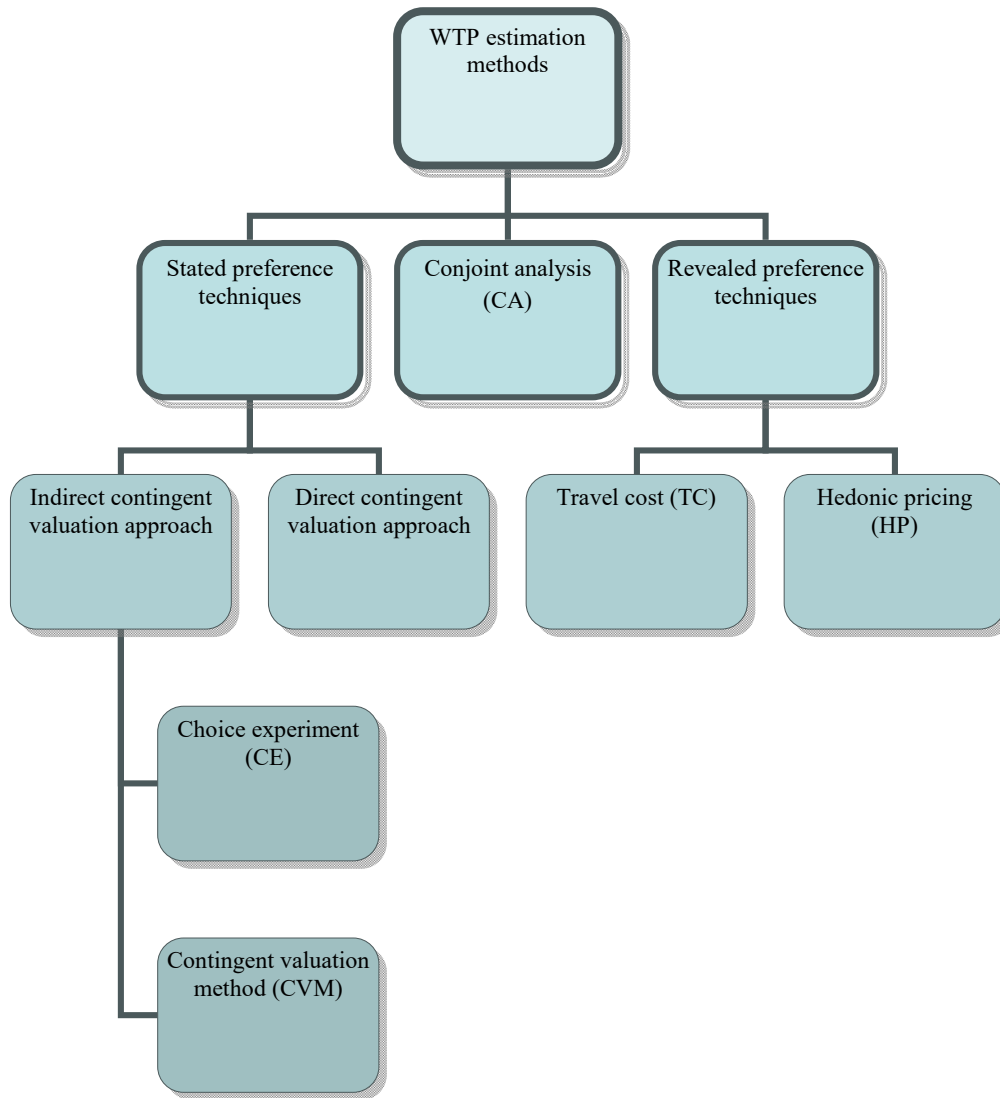 WTP estimation
methods
Stated preference
techniques
Conjoint analysis
(CA)
Revealed preference
techniques
Indirect contingent
valuation approach
Direct contingent
valuation approach
Travel cost (TC)
Hedonic pricing
(HP)
Choice experiment
(CE)
Contingent valuation
method (CVM)